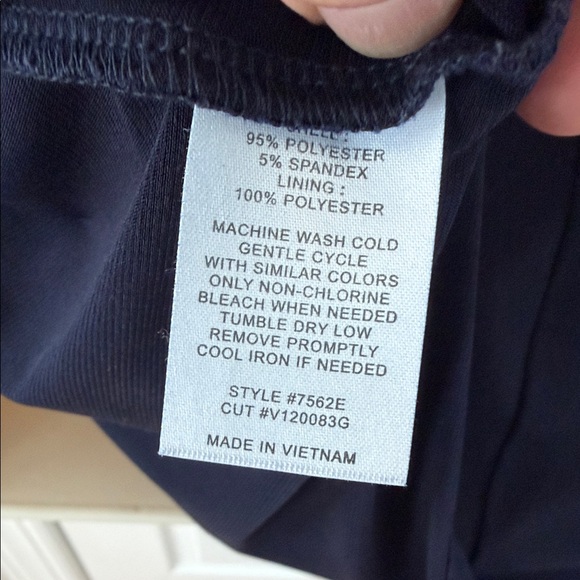 SHELL :
95% POLYESTER
5% SPANDEX
LINING :
100% POLYESTER
MACHINE WASH COLD
GENTLE CYCLE
WITH SIMILAR COLORS
ONLY NON-CHLORINE
BLEACH WHEN NEEDED
TUMBLE DRY LOW
REMOVE PROMPTLY
COOL IRON IF NEEDED
STYLE #7562E
CUT #V120083G
MADE IN VIETNAM